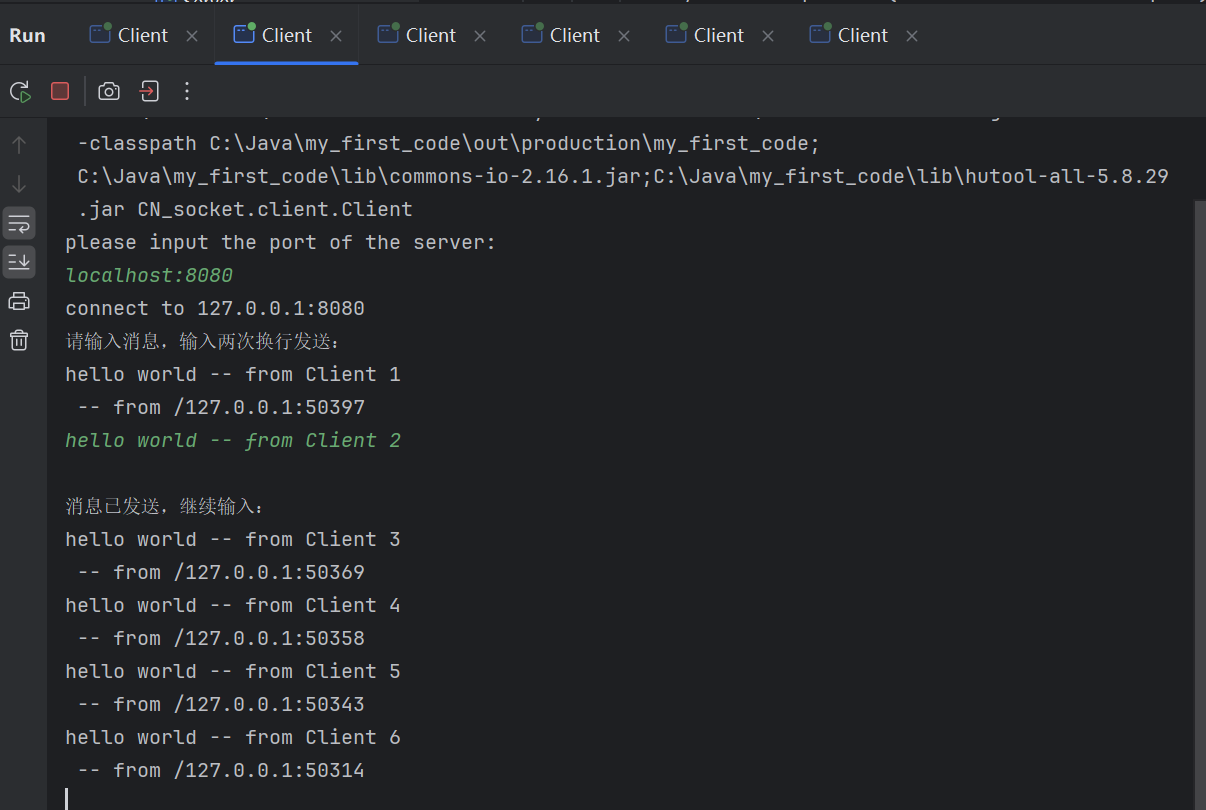 Run Client Client Client Client Client Client
-classpath C:\Java\my_first_code\out\production\my_first_code;
C:\Java\my_first_code\lib\commons-io-2.16.1.jar;C:\Java\my_first_code\lib\hutool-all-5.8.29
.jar CN_socket.client.Client
please input the port of the server:
localhost:8080
connect to 127.0.0.1:8080
请输入消息，输入两次换行发送：
hello world -- from Client 1
-- from /127.0.0.1:50397
hello world -- from Client 2
消息已发送，继续输入：
hello world -- from Client 3
-- from /127.0.0.1:50369
hello world -- from Client 4
-- from /127.0.0.1:50358
hello world -- from Client 5
-- from /127.0.0.1:50343
hello world -- from Client 6
-- from /127.0.0.1:50314